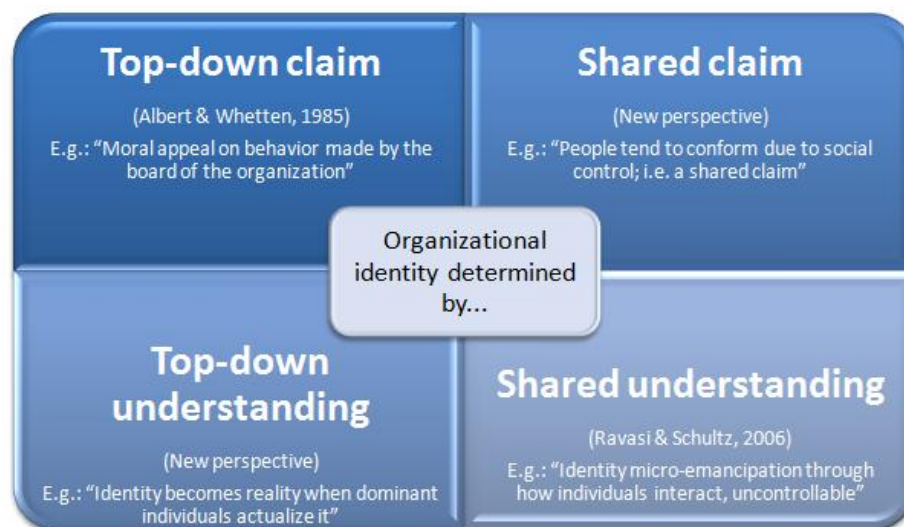 Top-down claim
(Albert & Whetten, 1985)
E.g.: “Moral appeal on behavior made by the
board of the organization”
Shared claim
(New perspective)
E.g.: “People tend to conform due to social
control; i.e. a shared claim”
Organizational
identity determined
by...
Top-down
understanding
(New perspective)
E.g.: “Identity becomes reality when dominant
individuals actualize it”
Shared understanding
(Ravasi & Schultz, 2006)
E.g.: “Identity micro-emancipation through
how individuals interact, uncontrollable”